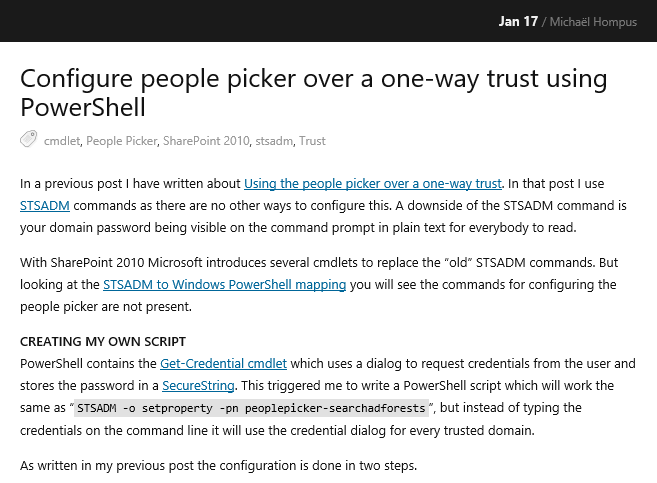 Jan 17 / Michaël Hompus
Configure people picker over a one-way trust using
PowerShell
cmdlet, People Picker, SharePoint 2010, stsadm, Trust
In a previous post I have written about Using the people picker over a one-way trust. In that post I use
STSADM commands as there are no other ways to configure this. A downside of the STSADM command is
your domain password being visible on the command prompt in plain text for everybody to read.
With SharePoint 2010 Microsoft introduces several cmdlets to replace the “old” STSADM commands. But
looking at the STSADM to Windows PowerShell mapping you will see the commands for configuring the
people picker are not present.
CREATING MY OWN SCRIPT
PowerShell contains the Get-Credential cmdlet which uses a dialog to request credentials from the user and
stores the password in a SecureString. This triggered me to write a PowerShell script which will work the
same as “STSADM -o setproperty -pn peoplepicker-searchadforests”, but instead of typing the
credentials on the command line it will use the credential dialog for every trusted domain.
As written in my previous post the configuration is done in two steps.